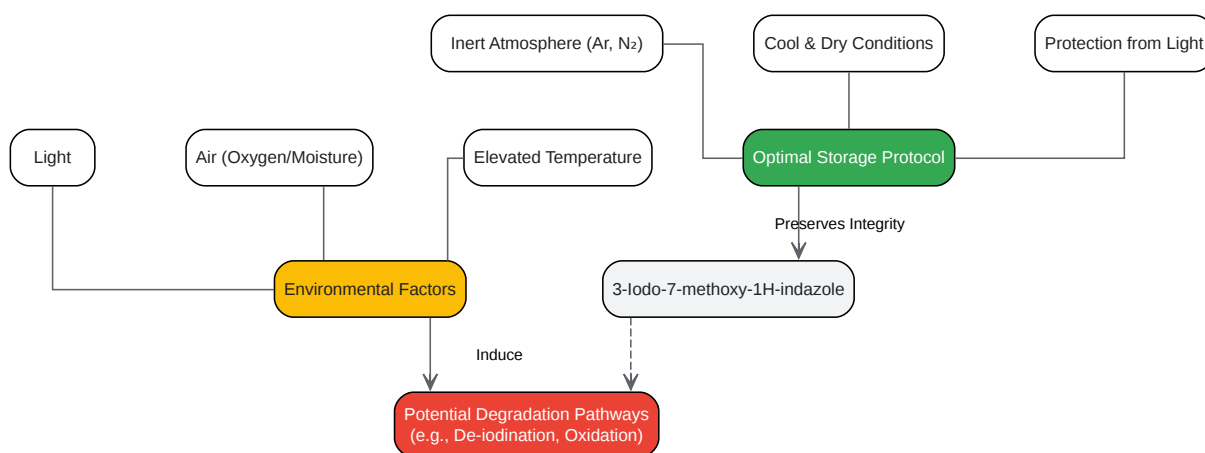 Inert Atmosphere (Ar, N₂)
Cool & Dry Conditions
Protection from Light
Light
Air (Oxygen/Moisture)
Elevated Temperature
Optimal Storage Protocol
Preserves Integrity
Environmental Factors
3-Iodo-7-methoxy-1H-indazole
Induce
Potential Degradation Pathways
(e.g., De-iodination, Oxidation)